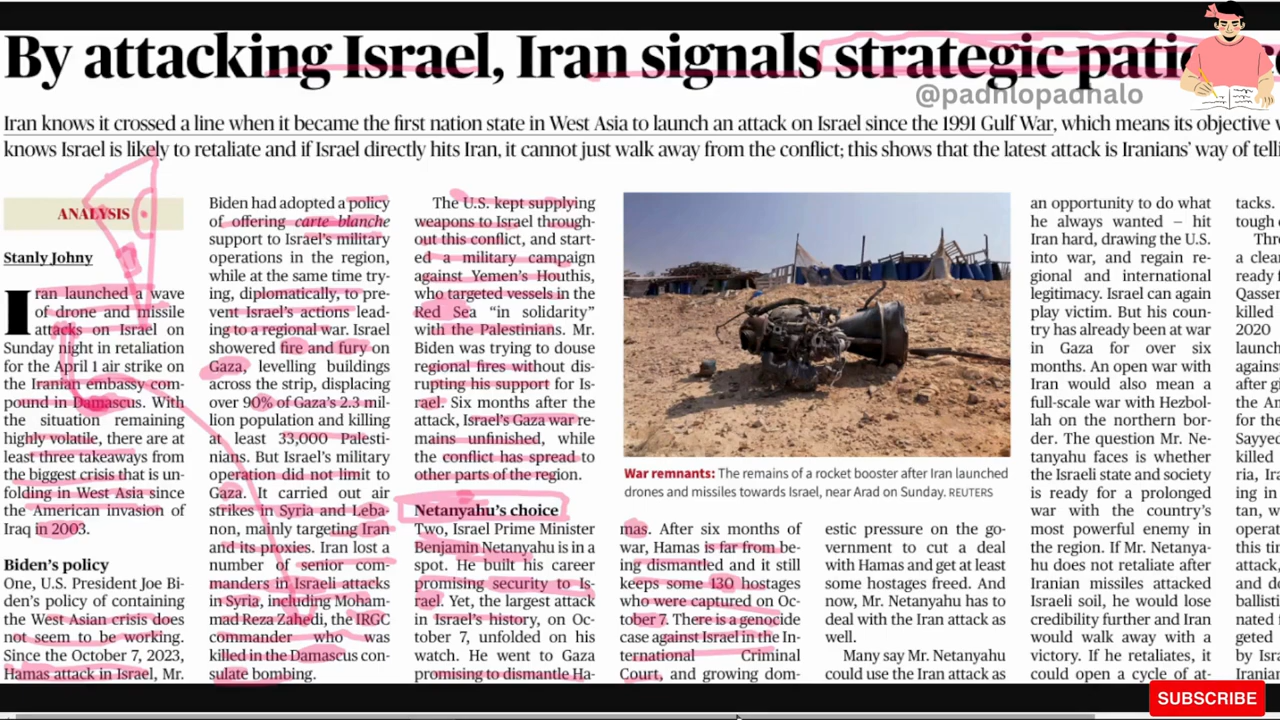 By attacking Israel, Iran signals strategic
@padhlopadhalo
Iran knows it crossed a line when it became the first nation state in West Asia to launch an attack on Israel since the 1991 Gulf War, which means its objective
knows Israel is likely to retaliate and if Israel directly hits Iran, it cannot just walk away from the conflict; this shows that the latest attack is Iranians' way of
ANALYSIS
Stanly Johny
Iran launched a wave
of drone and missile
attacks on Israel on
Sunday night in retaliation
for the April 1 air strike on
the Iranian embassy com-
pound in Damascus. With
the situation remaining
highly volatile, there are at
least three takeaways from
the biggest crisis that is un-
folding in West Asia since
the American invasion of
Iraq in 2003.
Biden's policy
One, U.S. President Joe Bi-
den's policy of containing
the West Asian crisis does
not seem to be working.
Since the October 7, 2023,
Hamas attack in Israel, Mr.
Biden had adopted a policy
of offering carte blanche
support to Israel's military
operations in the region,
while at the same time try-
ing, diplomatically, to pre-
vent Israel's actions lead-
ing to a regional war. Israel
showered fire and fury on
Gaza, levelling buildings
across the strip, displacing
over 90% of Gaza's 2.3 mil-
lion population and killing
at least 33,000 Palesti-
nians. But Israel's military
operation did not limit to
Gaza. It carried out air
strikes in Syria and Leba-
non, mainly targeting Iran
and its proxies. Iran lost a
number of senior com-
manders in Israeli attacks
in Syria, including Moham-
mad Reza Zahedi, the IRGC
commander who was
killed in the Damascus con-
sulate bombing.
The U.S. kept supplying
weapons to Israel through-
out this conflict, and start-
ed a military campaign
against Yemen's Houthis,
who targeted vessels in the
Red Sea "in solidarity"
with the Palestinians. Mr.
Biden was trying to douse
regional fires without dis-
rupting his support for Is-
rael. Six months after the
attack, Israel's Gaza war re-
mains unfinished, while
the conflict has spread to
other parts of the region.
Netanyahu's choice
Two, Israel Prime Minister
Benjamin Netanyahu is in a
spot. He built his career
promising security to Is-
rael. Yet, the largest attack
in Israel's history, on Oc-
tober 7, unfolded on his
watch. He went to Gaza
promising to dismantle Ha-
War remnants: The remains of a rocket booster after Iran launched
drones and missiles towards Israel, near Arad on Sunday. REUTERS
mas. After six months of
war, Hamas is far from be-
ing dismantled and it still
keeps some 130 hostages
who were captured on Oc-
tober 7. There is a genocide
case against Israel in the In-
ternational Criminal
Court, and growing dom-
estic pressure on the go-
vernment to cut a deal
with Hamas and get at least
some hostages freed. And
now, Mr. Netanyahu has to
deal with the Iran attack as
well.
Many say Mr. Netanyahu
could use the Iran attack as
an opportunity to do what
he always wanted – hit
Iran hard, drawing the U.S.
into war, and regain re-
gional and international
legitimacy. Israel can again
play victim. But his coun-
try has already been at war
in Gaza for over six
months. An open war with
Iran would also mean a
full-scale war with Hezbol-
lah on the northern bor-
der. The question Mr. Ne-
tanyahu faces is whether
the Israeli state and society
is ready for a prolonged
war with the country's
most powerful enemy in
the region. If Mr. Netanya-
hu does not retaliate after
Iranian missiles attacked
Israeli soil, he would lose
credibility further and Iran
would walk away with a
victory. If he retaliates, it
could open a cycle of at-
tacks.
tough
a clea
ready
Qasse
killed
2020
launc
again
after
the Am
for the
Sayye
killed
ria, Ira
ing in
tan, w
operat
this ti
attack,
and d
ballisti
nated
geted
by Isra
Irania
SUBSCRIBE